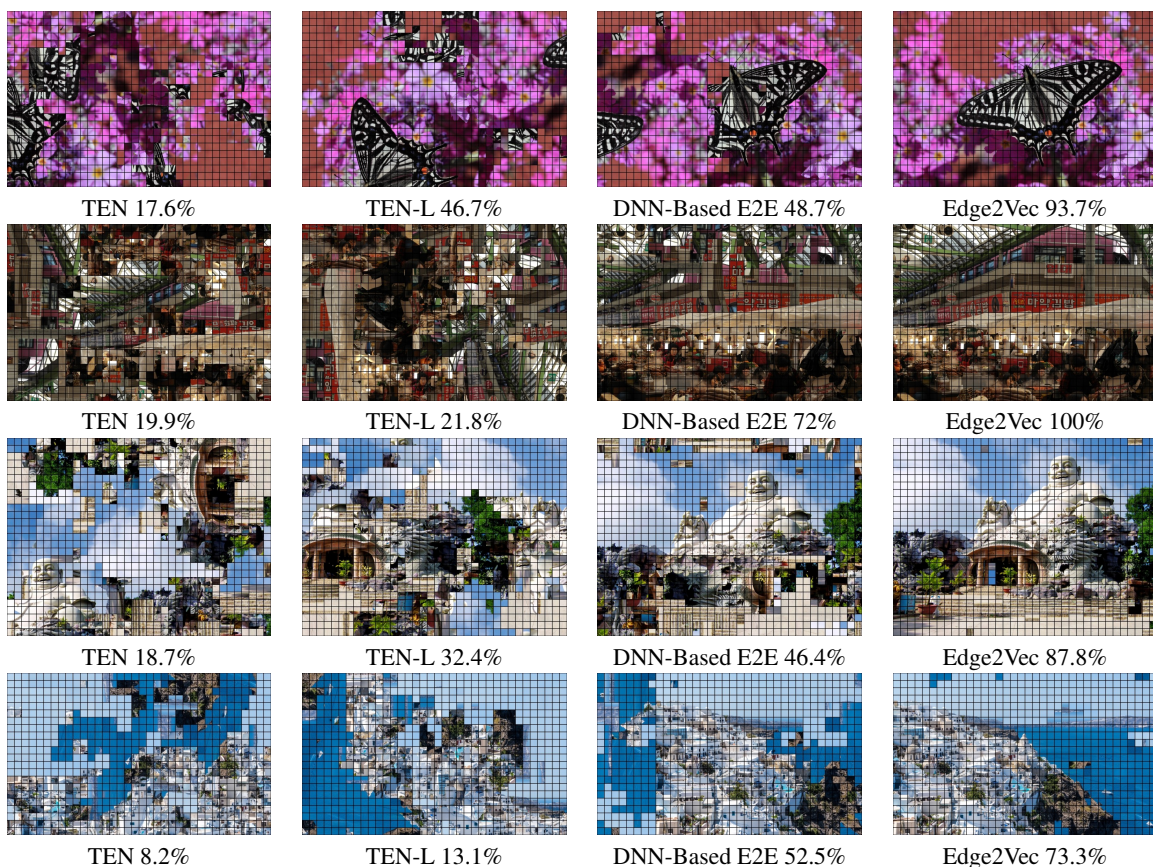 TEN 17.6%
TEN-L 46.7%
DNN-Based E2E 48.7%
Edge2Vec 93.7%
TEN 19.9%
TEN-L 21.8%
DNN-Based E2E 72%
Edge2Vec 100%
TEN 18.7%
TEN-L 32.4%
DNN-Based E2E 46.4%
Edge2Vec 87.8%
TEN 8.2%
TEN-L 13.1%
DNN-Based E2E 52.5%
Edge2Vec 73.3%